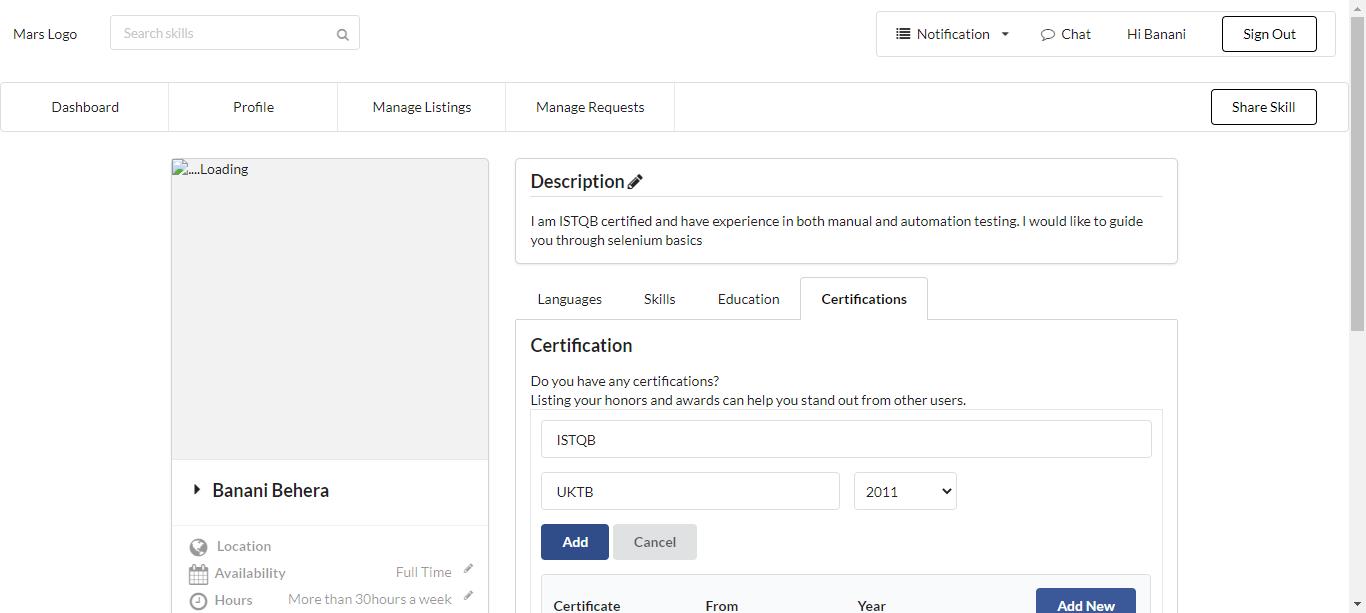 Mars Logo
Search skills
Notification
Chat
Hi Banani
Sign Out
Dashboard
Profile
Manage Listings
Manage Requests
Share Skill
....Loading
Description
I am ISTQB certified and have experience in both manual and automation testing. I would like to guide
you through selenium basics
Languages
Skills
Education
Certifications
Certification
Do you have any certifications?
Listing your honors and awards can help you stand out from other users.
ISTQB
UKTB
2011
Add
Cancel
Certificate
From
Year
Add New
Banani Behera
Location
Availability
Full Time
Hours
More than 30hours a week